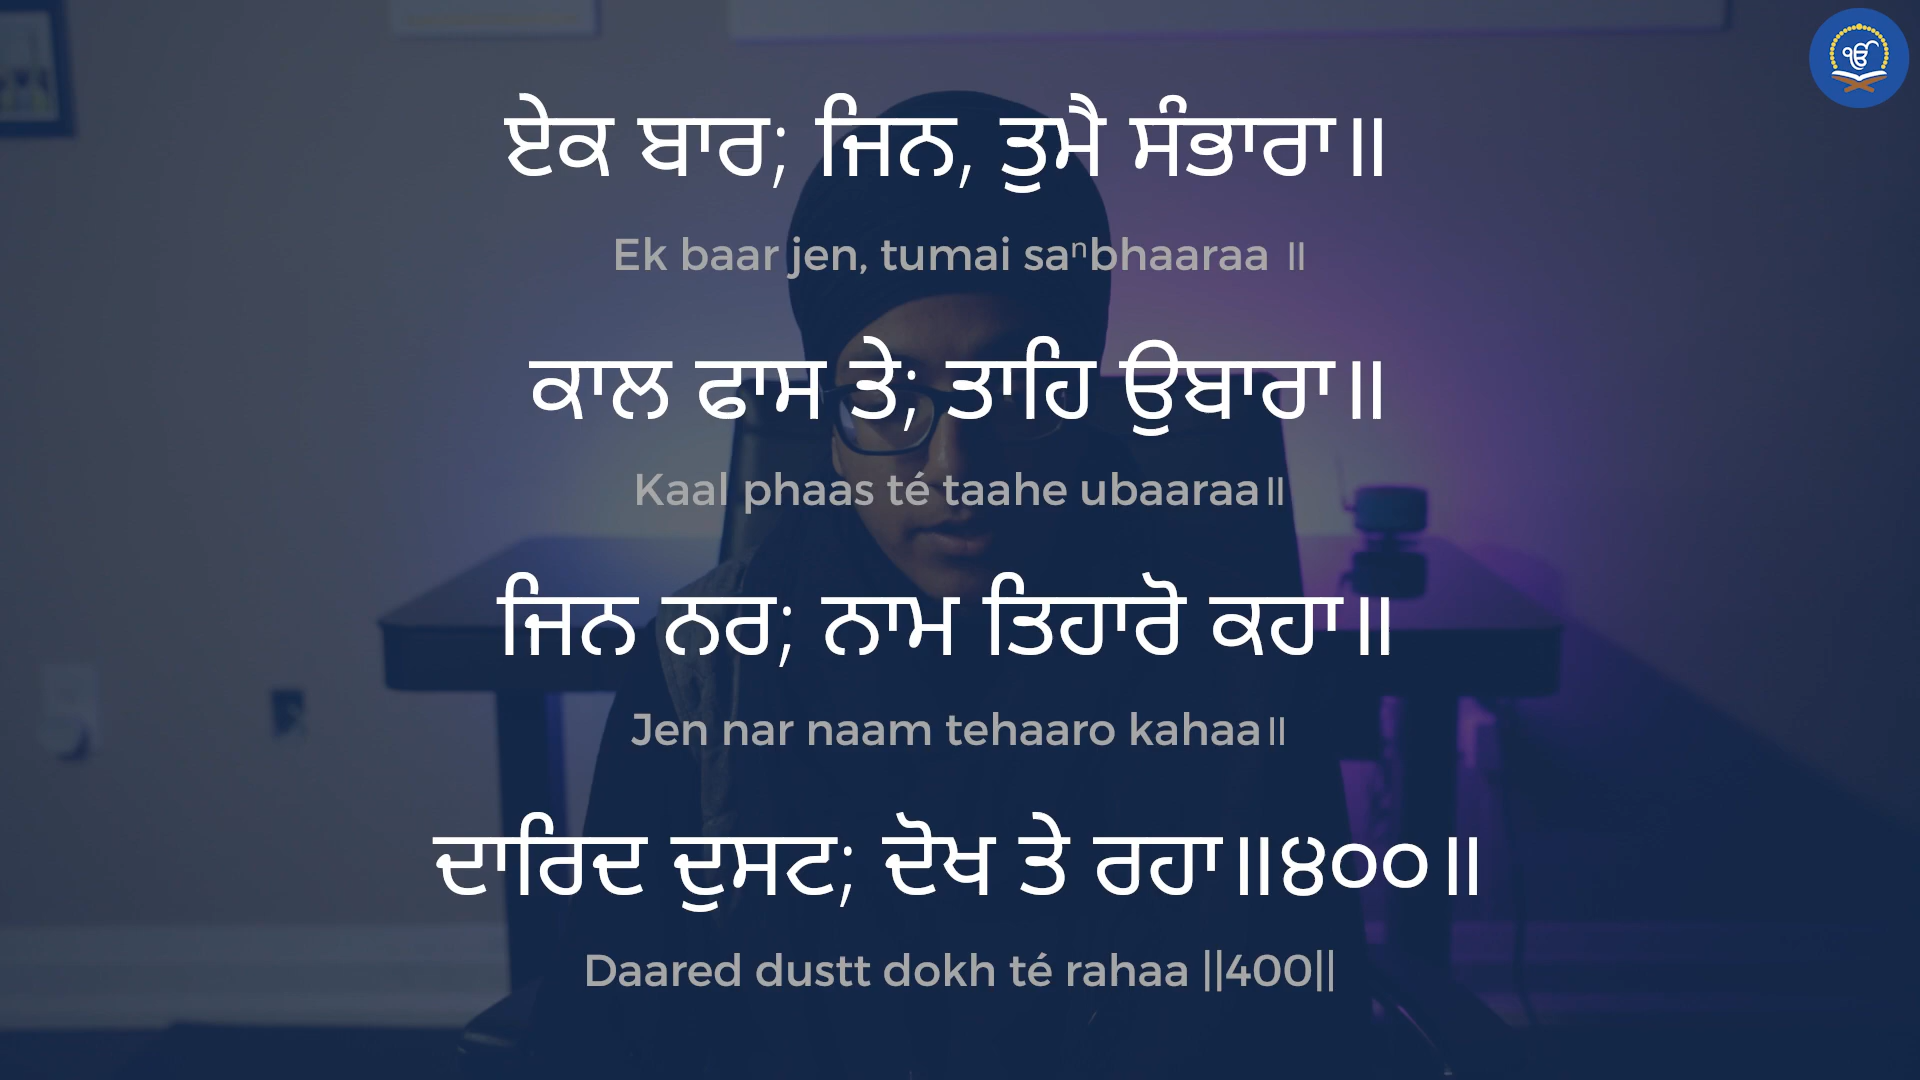 ਏਕ ਬਾਰ; ਜਿਨ, ਤੁਮੈ ਸੰਭਾਰਾ॥
Ek baar jen, tumai saⁿbhaaraa ॥
ਕਾਲ ਫਾਸ ਤੇ; ਤਾਹਿ ਉਬਾਰਾ॥
Kaal phaas té taahe ubaaraa॥
ਜਿਨ ਨਰ; ਨਾਮ ਤਿਹਾਰੋ ਕਹਾ॥
Jen nar naam tehaaro kahaa॥
ਦਾਰਿਦ ਦੁਸਟ; ਦੋਖ ਤੇ ਰਹਾ॥੪੦੦॥
Daared dustt dokh té rahaa ||400||